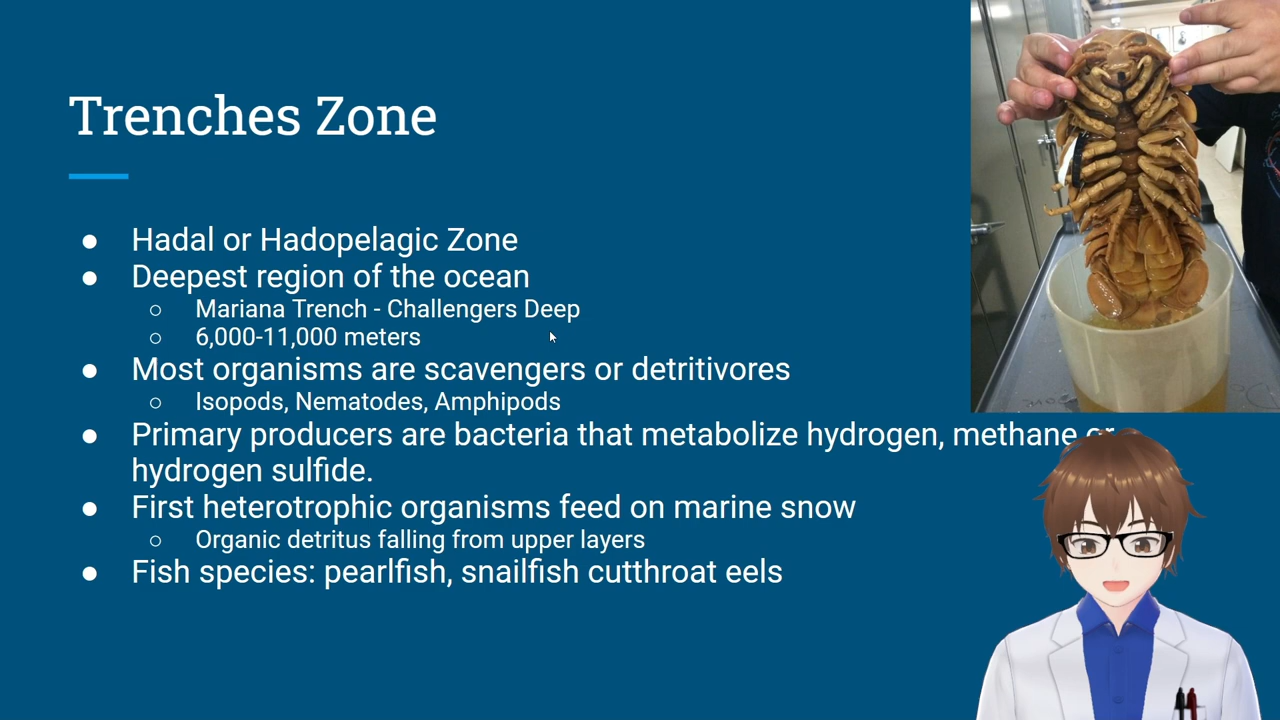 Trenches Zone
● Hadal or Hadopelagic Zone
● Deepest region of the ocean
○ Mariana Trench - Challengers Deep
○ 6,000-11,000 meters
● Most organisms are scavengers or detritivores
○ Isopods, Nematodes, Amphipods
● Primary producers are bacteria that metabolize hydrogen, methane or
hydrogen sulfide.
● First heterotrophic organisms feed on marine snow
○ Organic detritus falling from upper layers
● Fish species: pearlfish, snailfish cutthroat eels